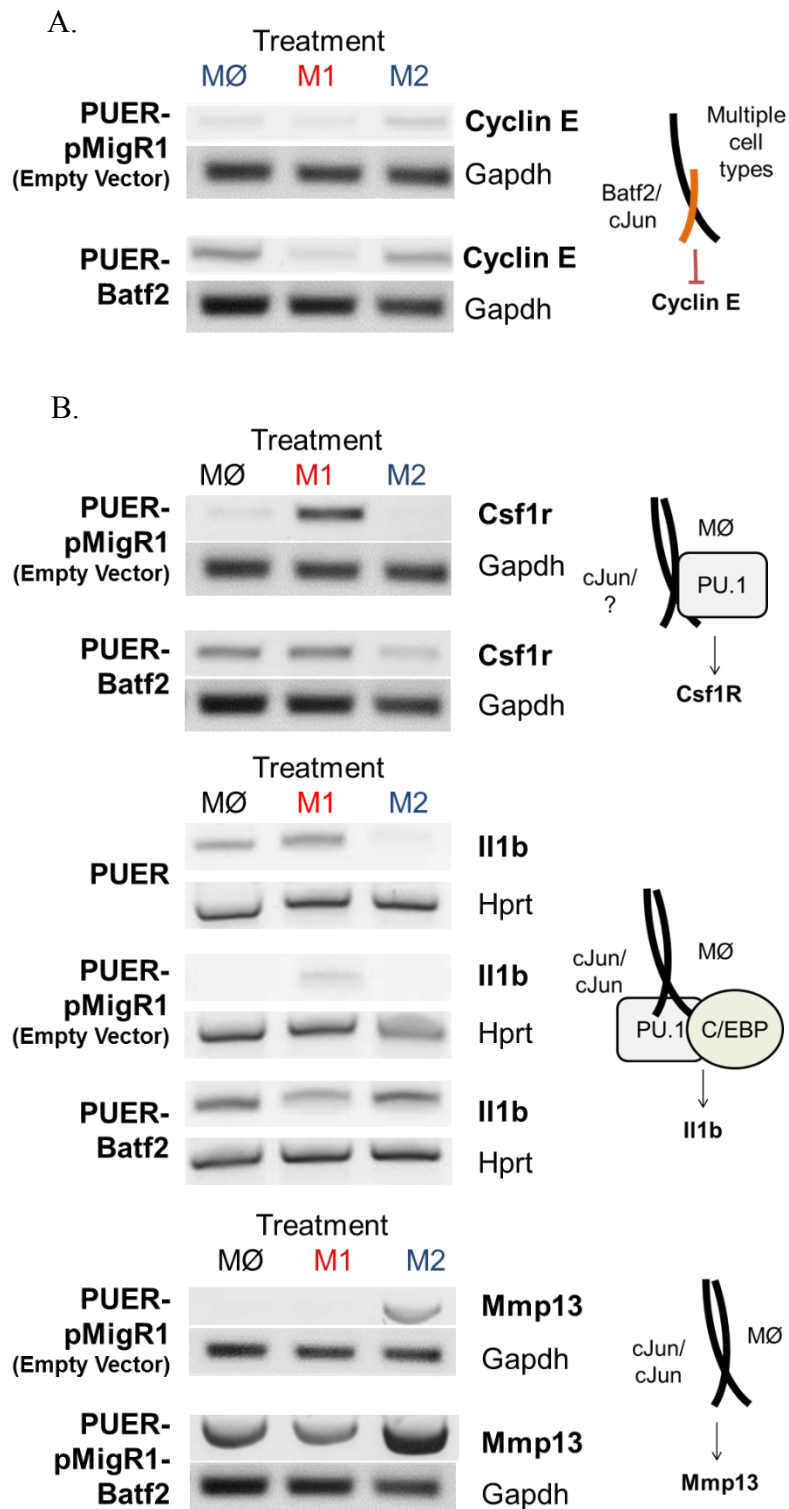 A.
Treatment
MØ M1 M2
PUER-
pMigR1
(Empty Vector)
Cyclin E
Gapdh
PUER-
Batf2
Cyclin E
Gapdh
Multiple
cell
types
Batf2/
cJun
Cyclin E
B.
Treatment
MØ M1 M2
PUER-
pMigR1
(Empty Vector)
Csf1r
Gapdh
PUER-
Batf2
Csf1r
Gapdh
MØ
cJun/
?
PU.1
Csf1R
Treatment
MØ M1 M2
PUER
Il1b
Hprt
PUER-
pMigR1
(Empty Vector)
Il1b
Hprt
PUER-
Batf2
Il1b
Hprt
cJun/
cJun
MØ
PU.1 C/EBP
Il1b
Treatment
MØ M1 M2
PUER-
pMigR1
(Empty Vector)
Mmp13
Gapdh
PUER-
pMigR1-
Batf2
Mmp13
Gapdh
cJun/
cJun
MØ
Mmp13